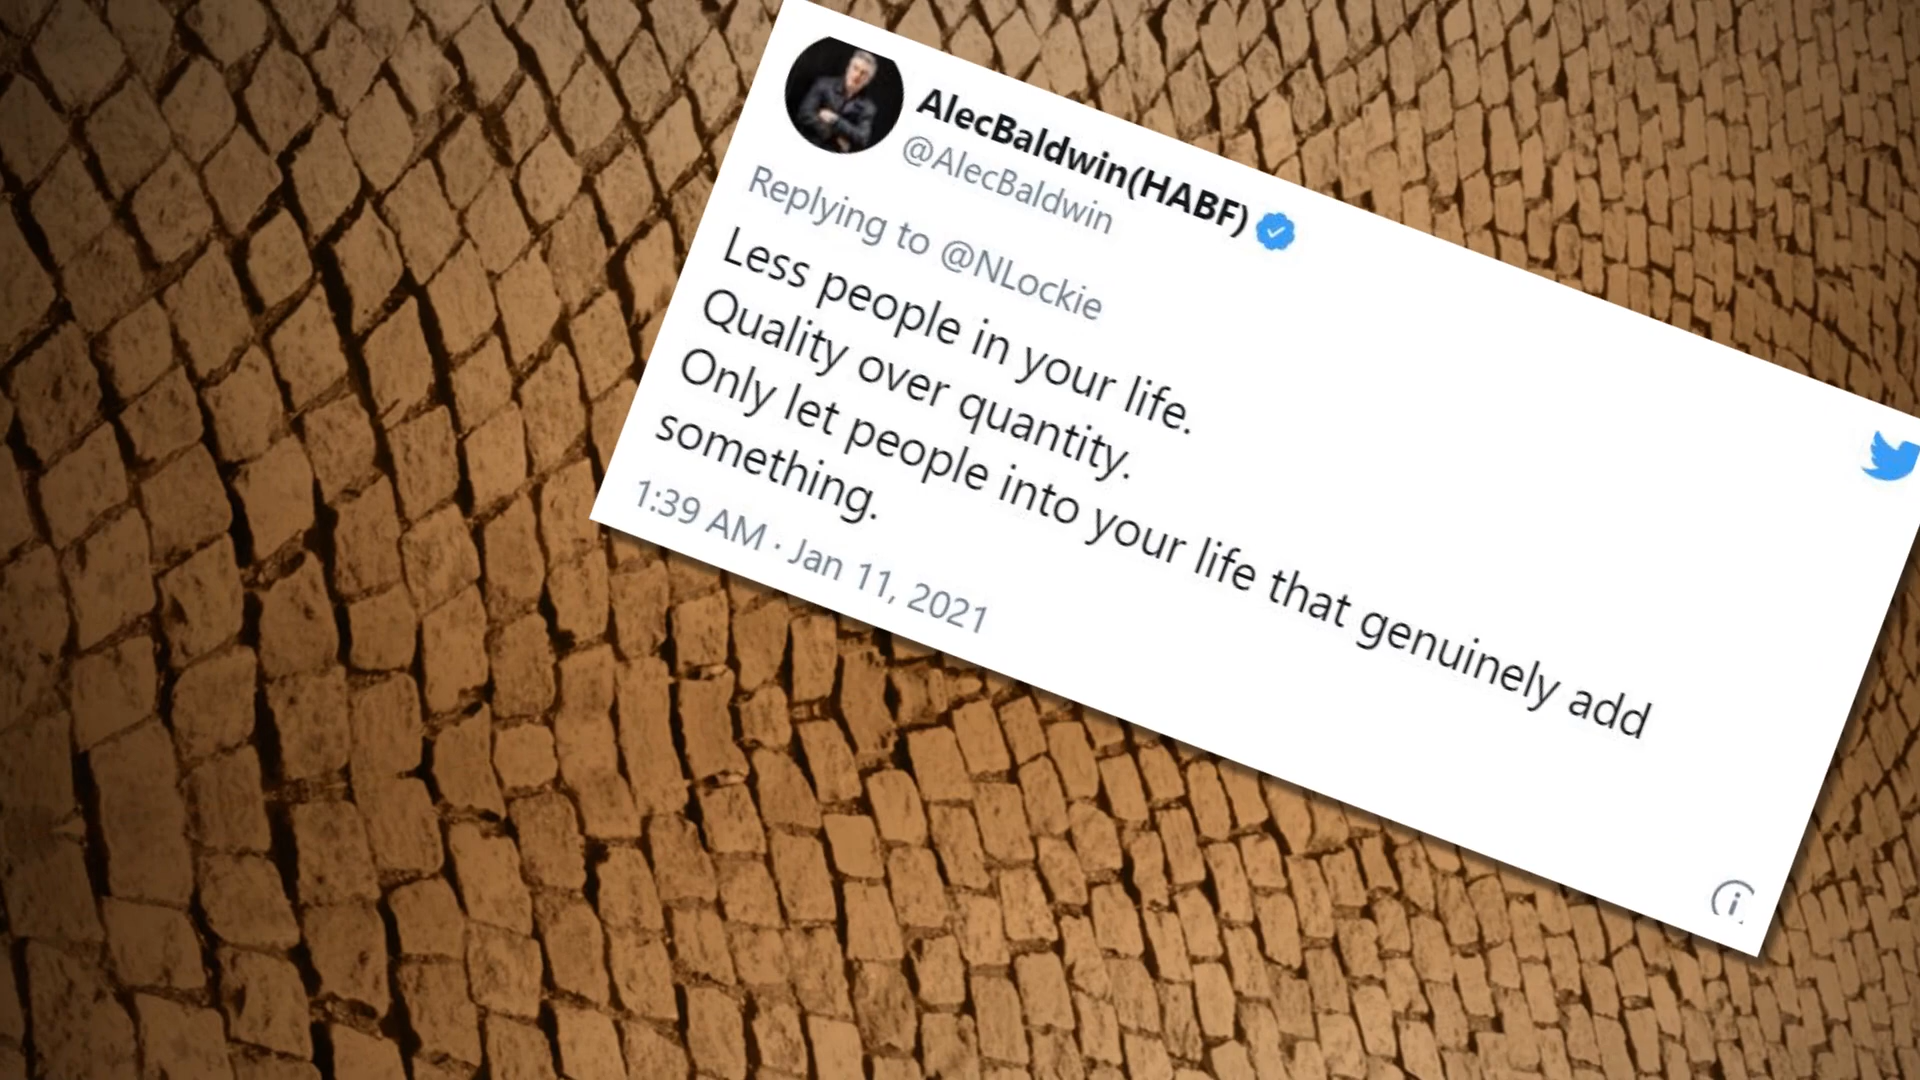 AlecBaldwin(HABF)
@AlecBaldwin
Replying to @NLockie
Less people in your life.
Quality over quantity.
Only let people into your life that genuinely add
something.
1:39 AM · Jan 11, 2021